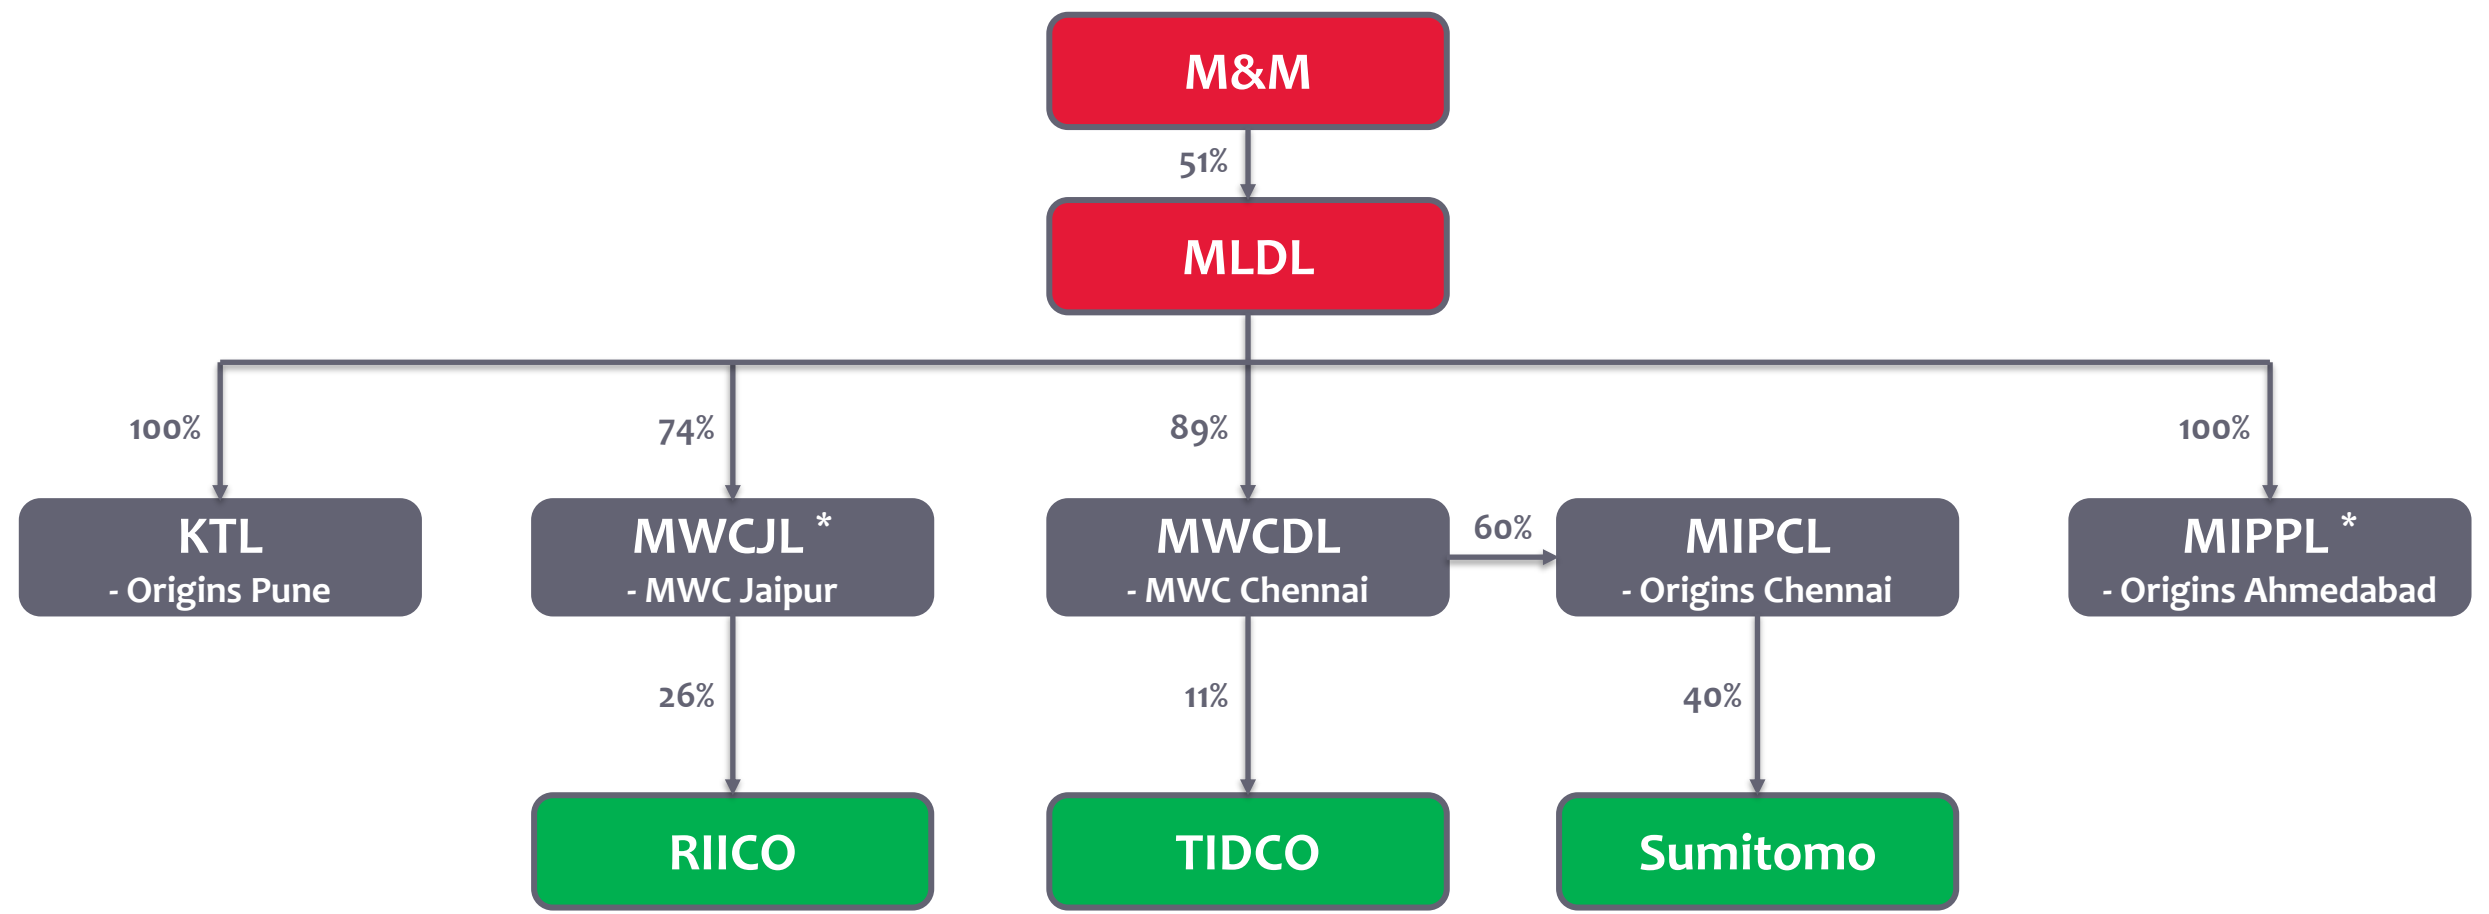 M&M
51%
MLDL
100%
74%
89%
100%
KTL
- Origins Pune
MWCJL *
- MWC Jaipur
MWCDL
- MWC Chennai
60%
MIPCL
- Origins Chennai
MIPPL *
- Origins Ahmedabad
26%
11%
40%
RIICO
TIDCO
Sumitomo